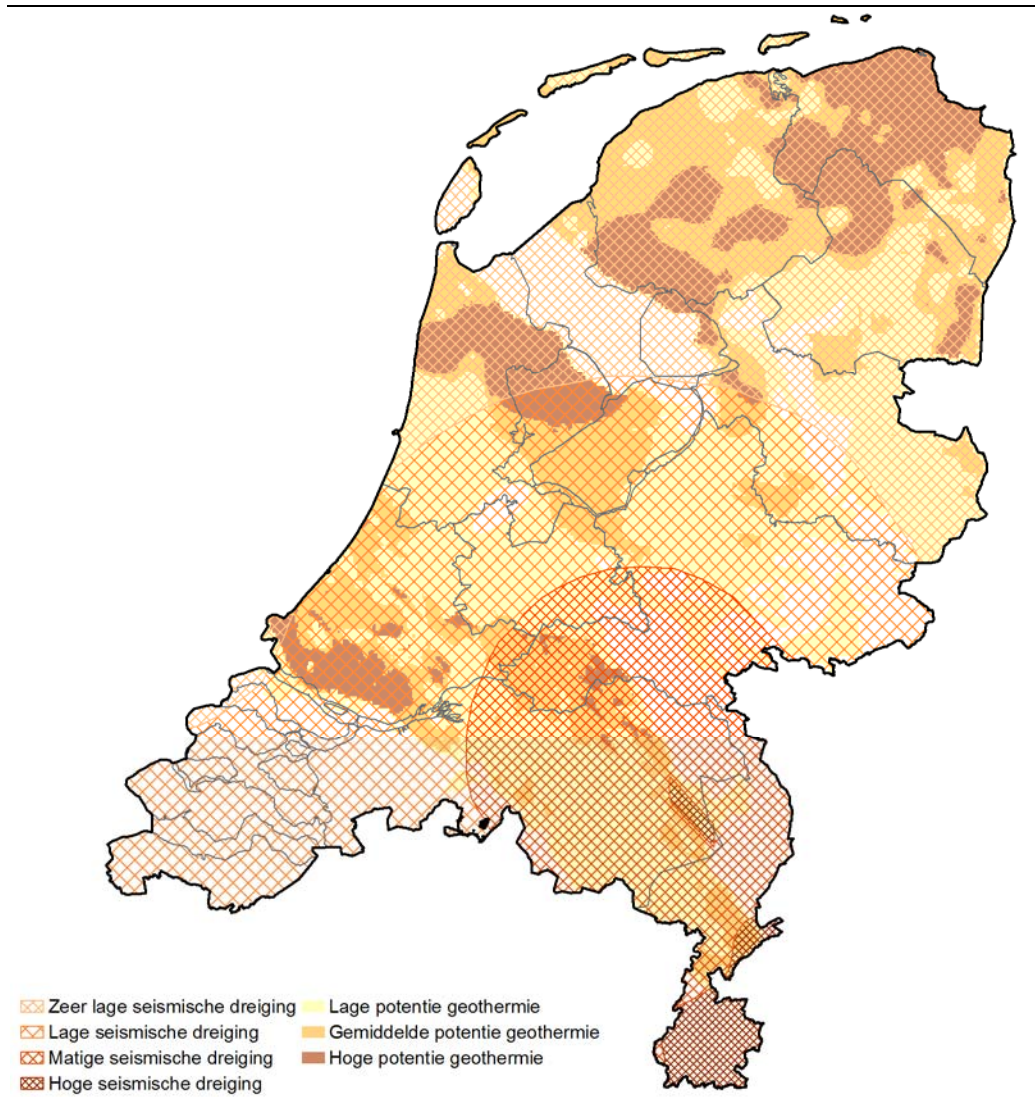 Zeer lage seismische dreiging
Lage seismische dreiging
Matige seismische dreiging
Hoge seismische dreiging
Lage potentie geothermie
Gemiddelde potentie geothermie
Hoge potentie geothermie